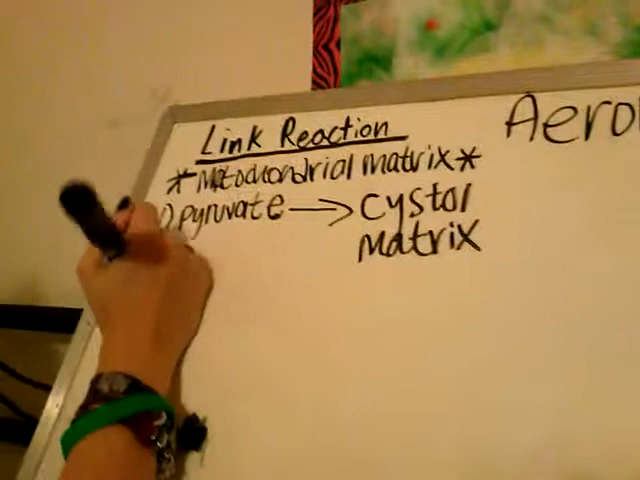 Link Reaction
Aero
*Mitochondrial matrix*
1) Pyruvate → Cystol
matrix